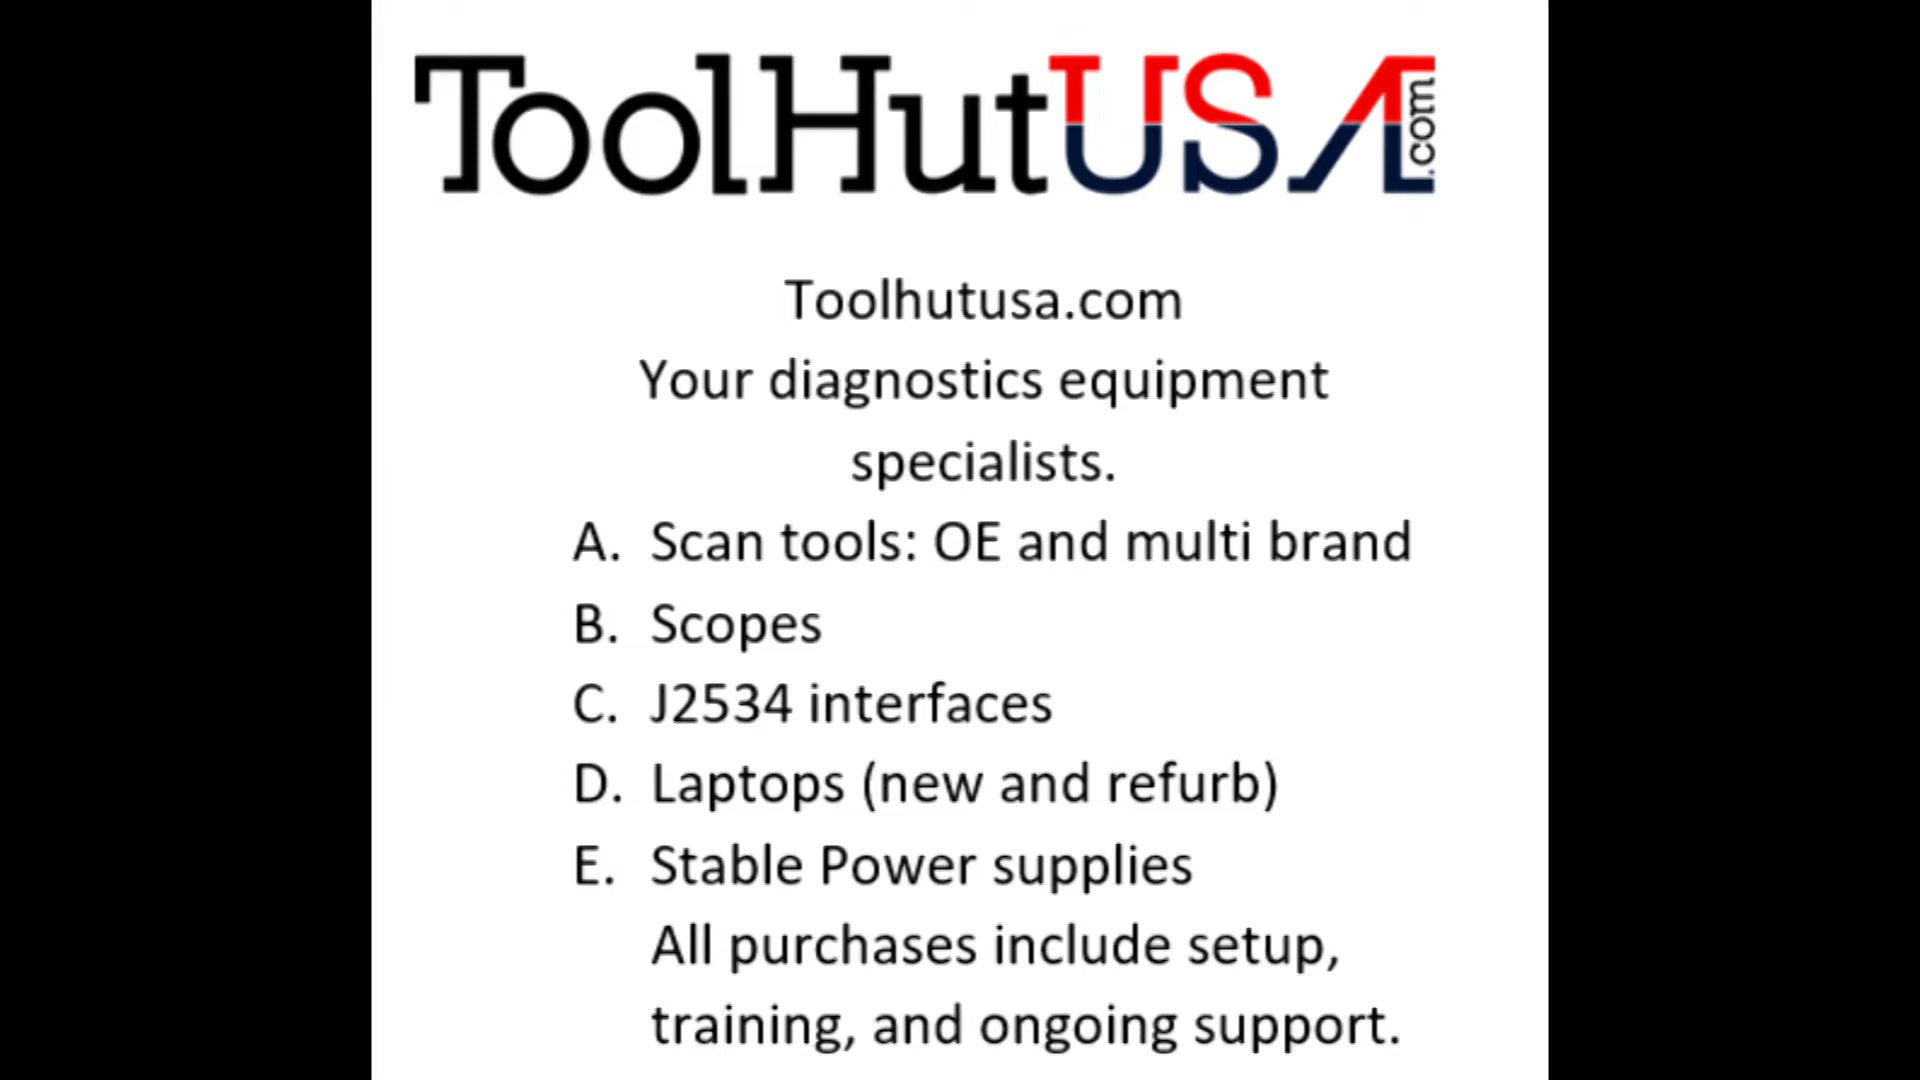 ToolHutUSA.com
Toolhutusa.com
Your diagnostics equipment
specialists.
A. Scan tools: OE and multi brand
B. Scopes
C. J2534 interfaces
D. Laptops (new and refurb)
E. Stable Power supplies
All purchases include setup,
training, and ongoing support.